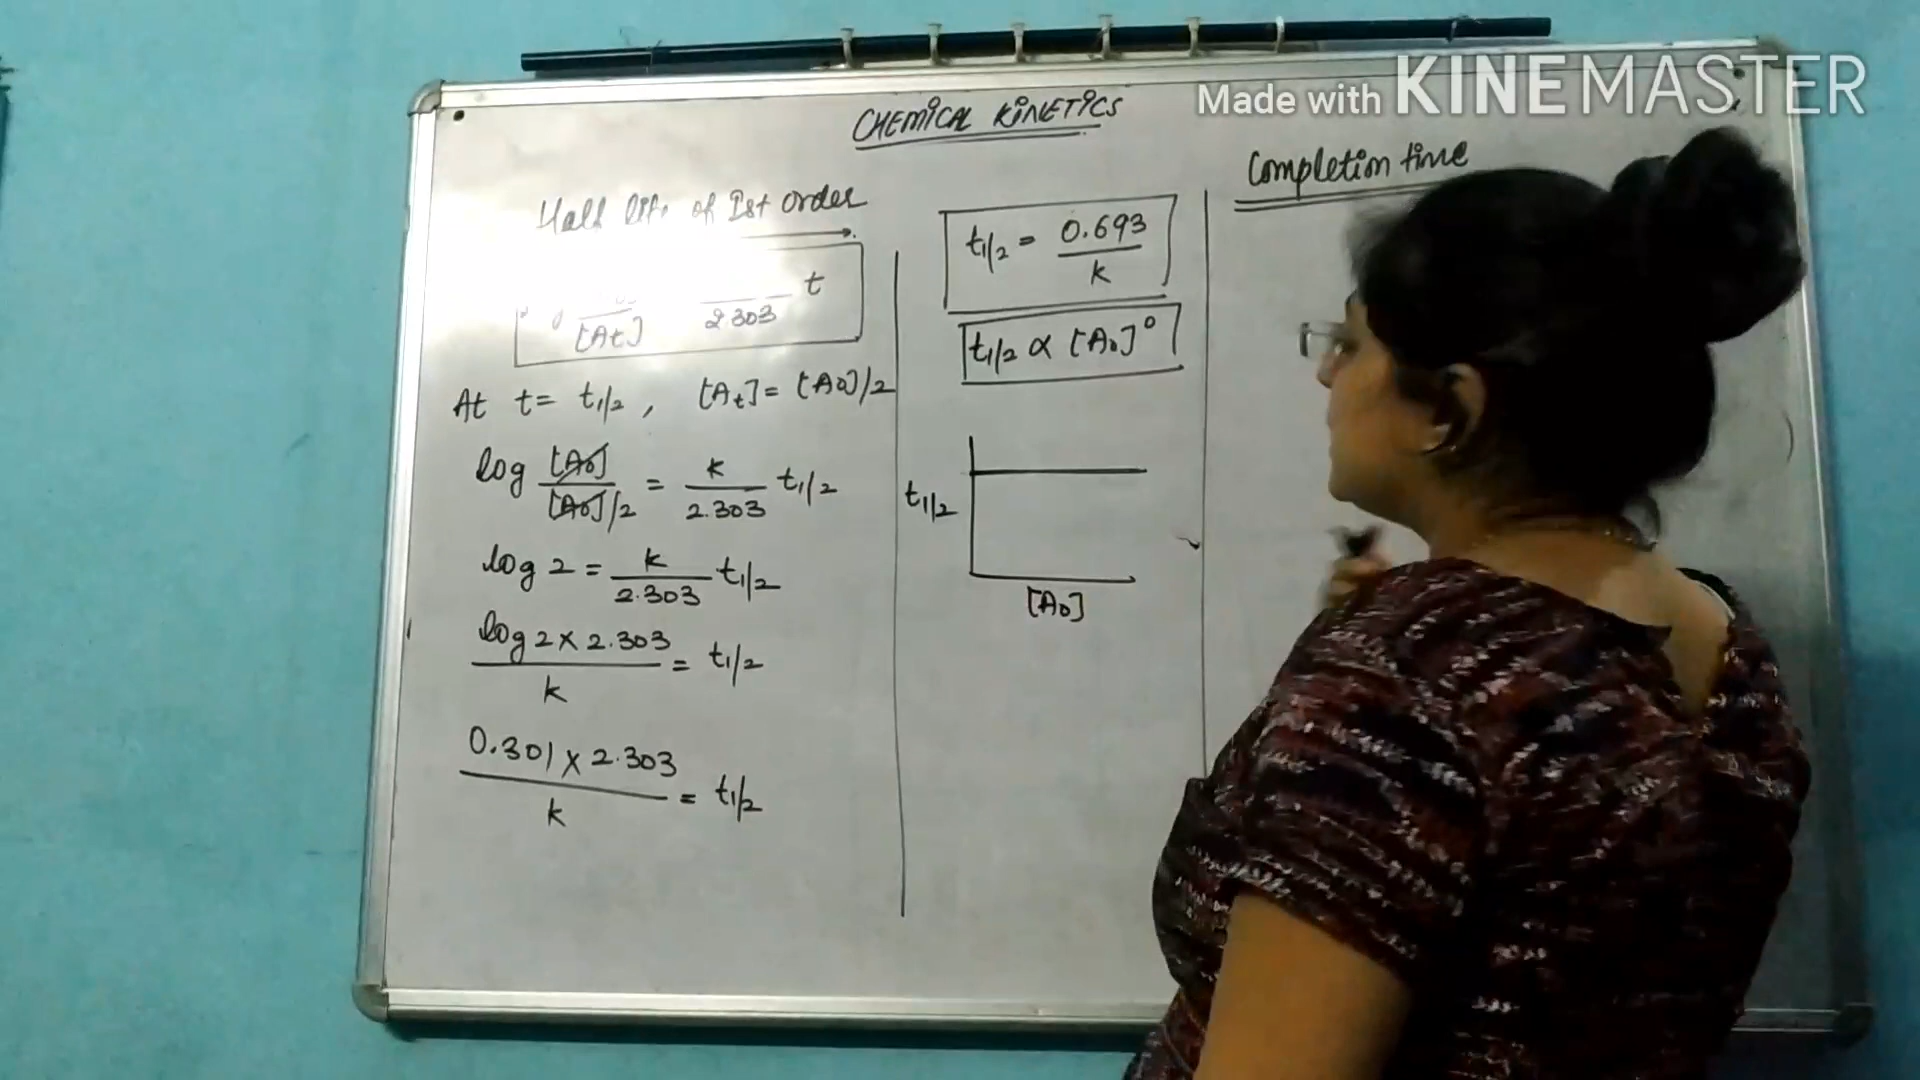 Made with KINEMASTER
CHEMICAL KINETICS
Half life of Ist order
[At] 2.303 t
At t = t1/2 , [At] = [A0]/2
log [A0] / [A0]/2 = k / 2.303 t1/2
log 2 = k / 2.303 t1/2
log 2 x 2.303 / k = t1/2
0.301 x 2.303 / k = t1/2
t1/2 = 0.693 / k
t1/2 ∝ [A0]⁰
t1/2
[A0]
Completion time